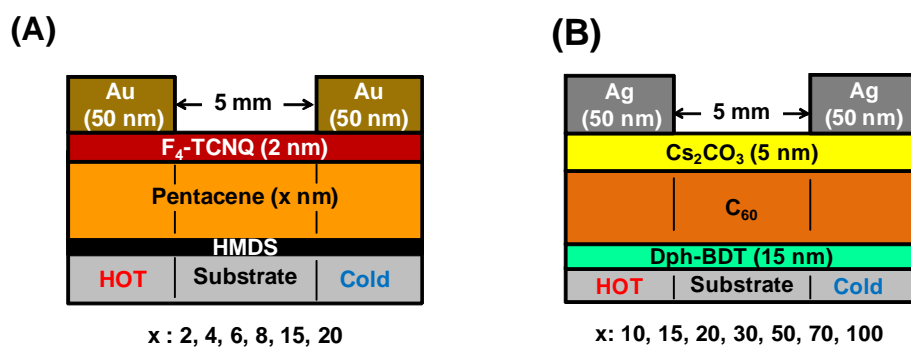 (A)
Au
(50 nm)
5 mm
Au
(50 nm)
F₄-TCNQ (2 nm)
Pentacene (x nm)
HMDS
HOT
Substrate
Cold
x : 2, 4, 6, 8, 15, 20
(B)
Ag
(50 nm)
5 mm
Ag
(50 nm)
Cs₂CO₃ (5 nm)
C₆₀
Dph-BDT (15 nm)
HOT
Substrate
Cold
x: 10, 15, 20, 30, 50, 70, 100